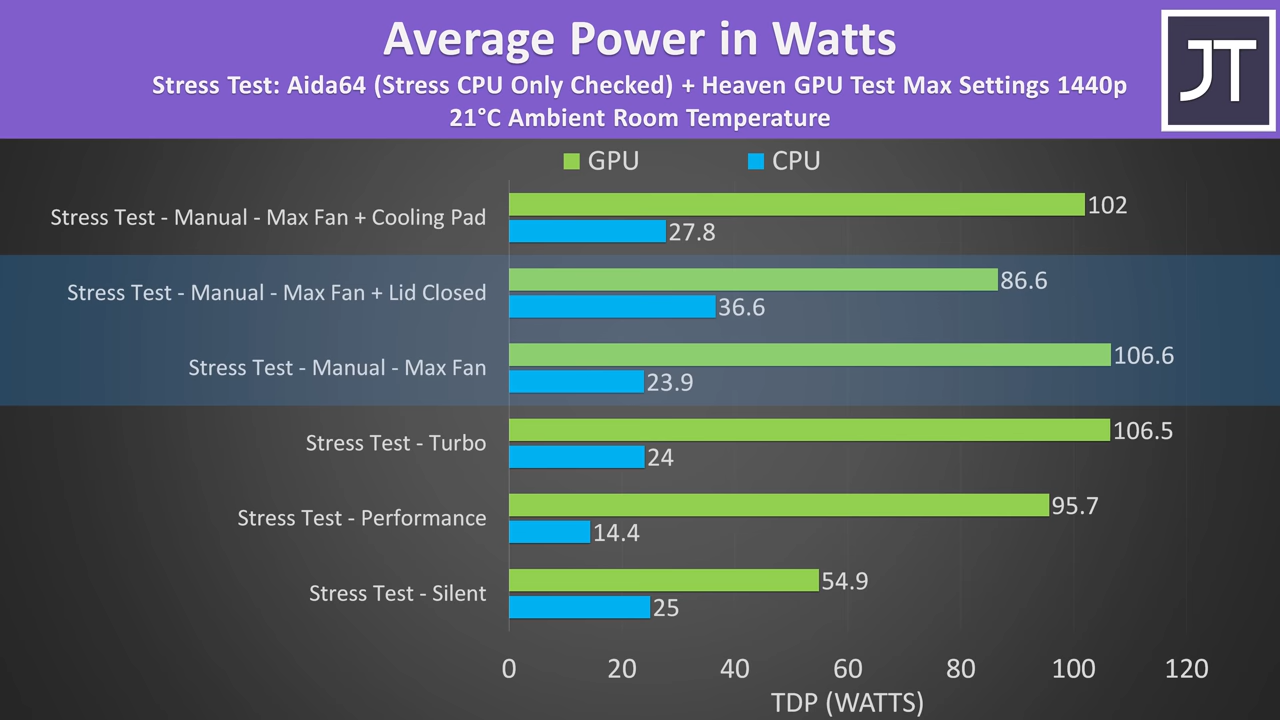 Average Power in Watts
Stress Test: Aida64 (Stress CPU Only Checked) + Heaven GPU Test Max Settings 1440p
21°C Ambient Room Temperature
JT
GPU CPU
Stress Test - Manual - Max Fan + Cooling Pad
102
27.8
Stress Test - Manual - Max Fan + Lid Closed
86.6
36.6
Stress Test - Manual - Max Fan
106.6
23.9
Stress Test - Turbo
106.5
24
Stress Test - Performance
95.7
14.4
Stress Test - Silent
54.9
25
0 20 40 60 80 100 120
TDP (WATTS)